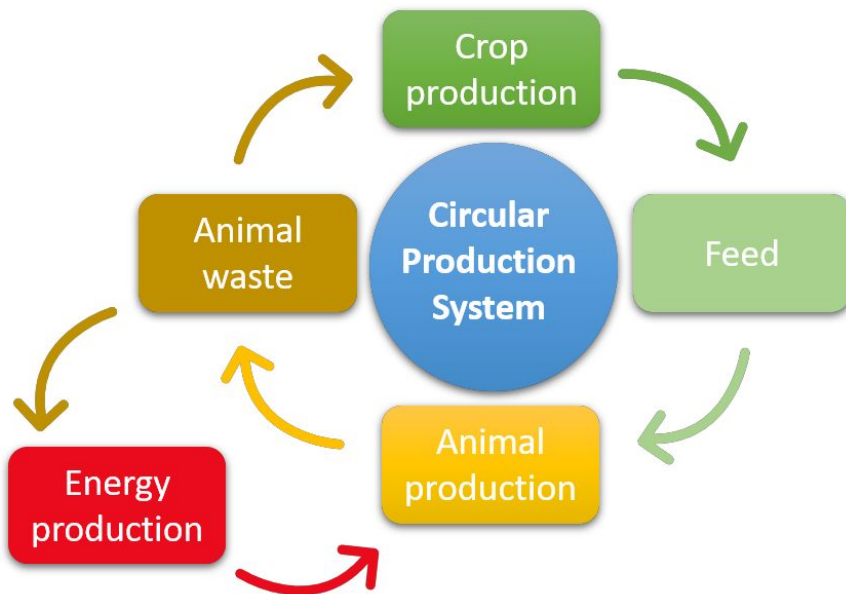 Crop
production
Animal
waste
Circular
Production
System
Feed
Animal
production
Energy
production